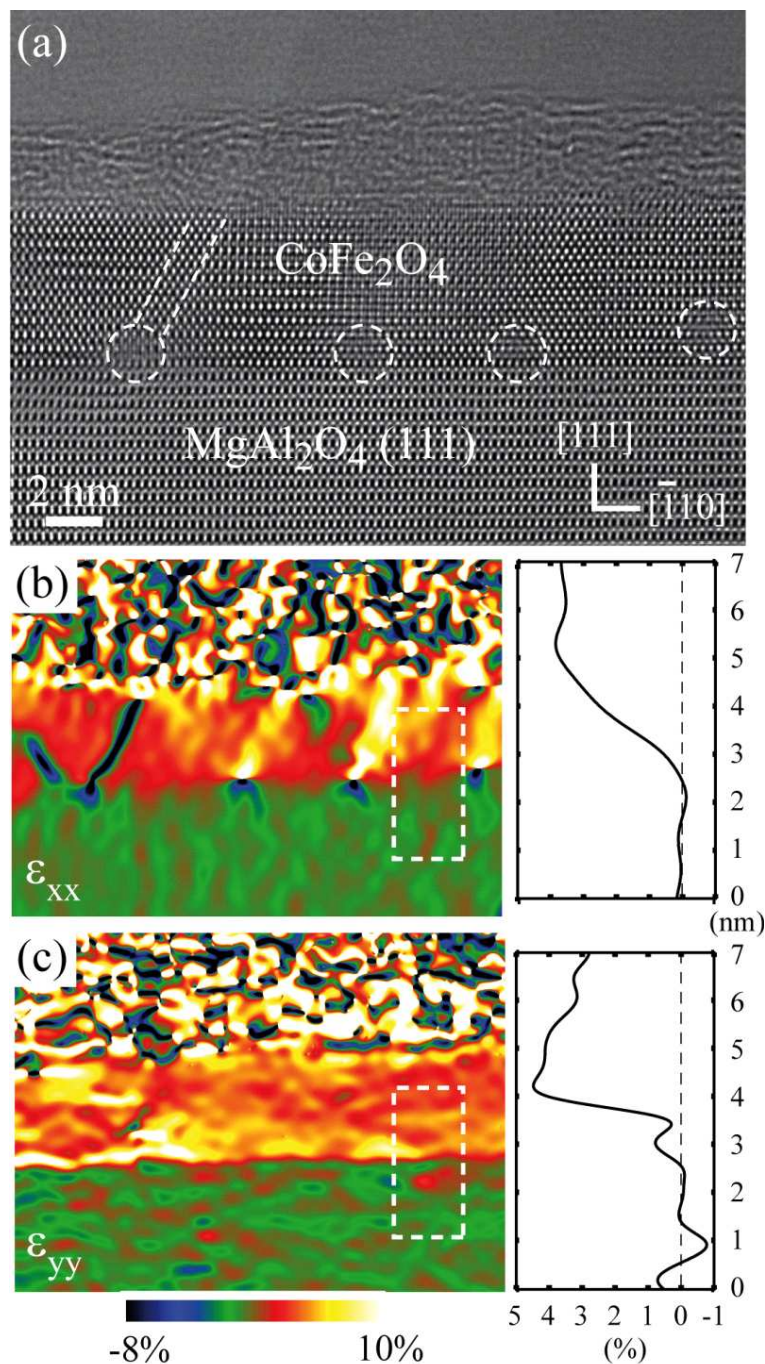 (a)
CoFe₂O₄
MgAl₂O₄ (111)
[111]
2 nm
[1̅10]
(b)
7
6
5
4
3
2
1
0
εxx
(nm)
(c)
7
6
5
4
3
2
1
0
εyy
5 4 3 2 1 0 -1
-8% 10% (%)